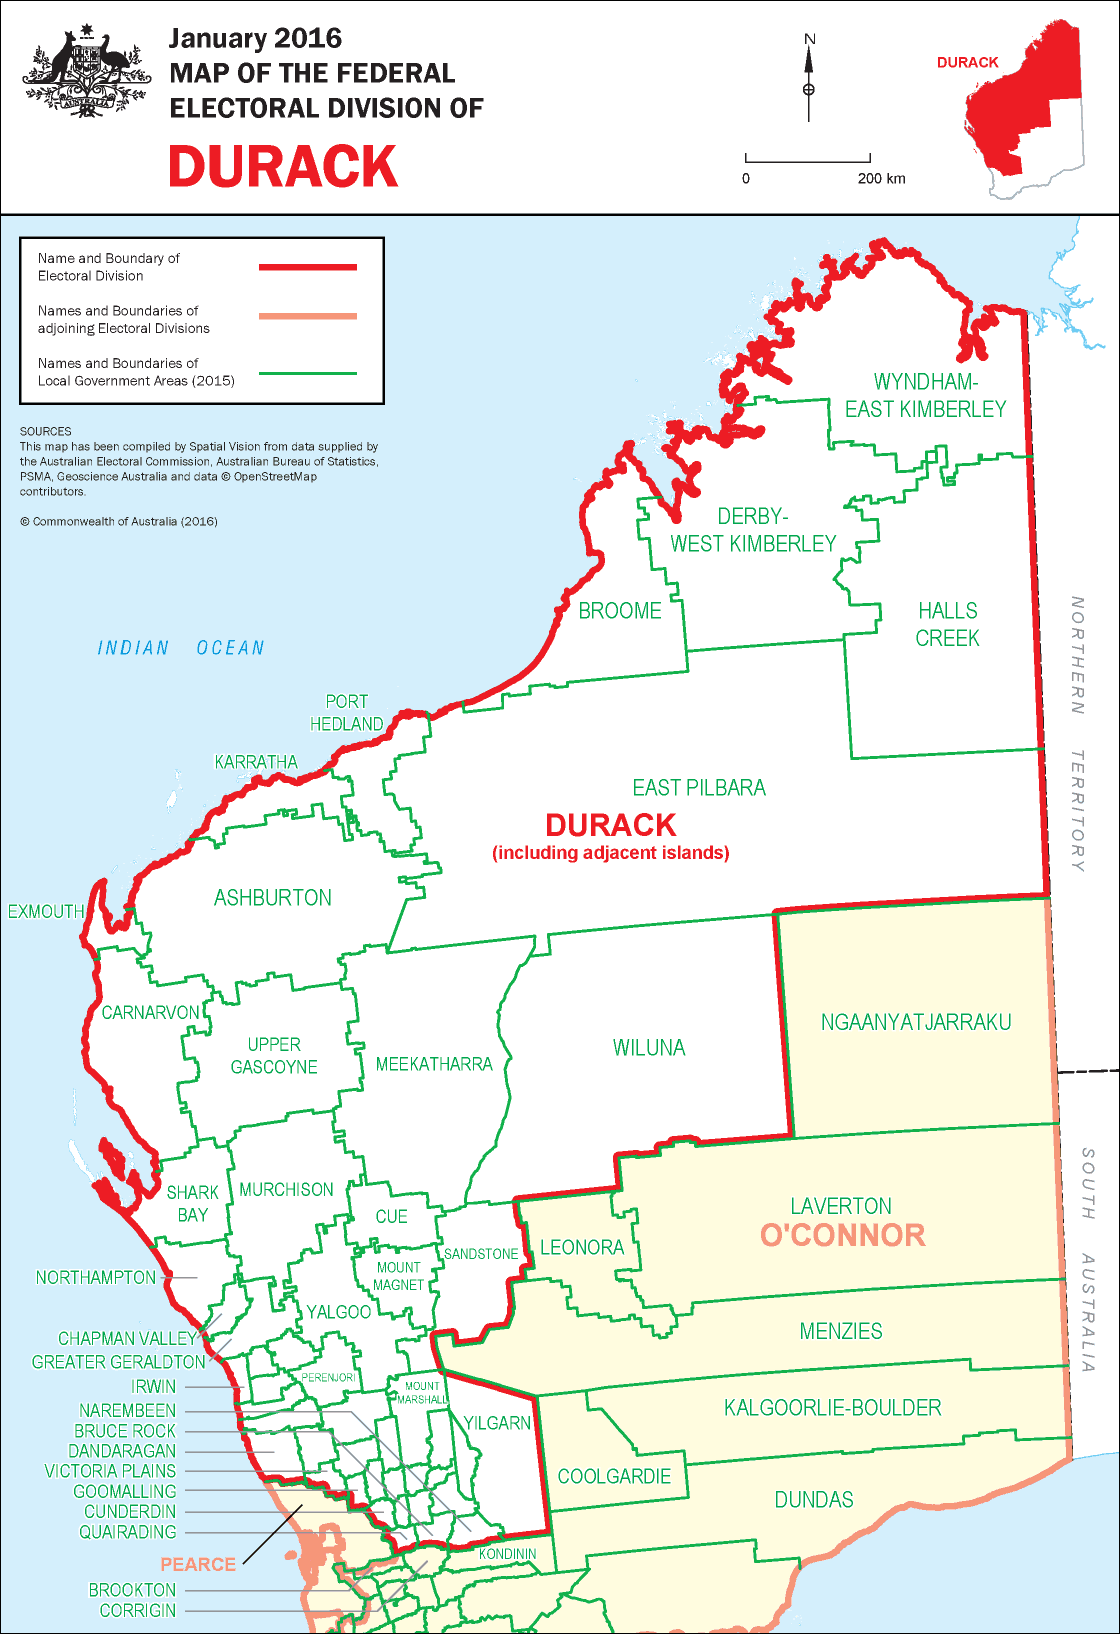 January 2016
MAP OF THE FEDERAL
ELECTORAL DIVISION OF
DURACK
AUSTRALIA
N
0
200 km
DURACK
Name and Boundary of
Electoral Division
Names and Boundaries of
adjoining Electoral Divisions
Names and Boundaries of
Local Government Areas (2015)
SOURCES
This map has been compiled by Spatial Vision from data supplied by
the Australian Electoral Commission, Australian Bureau of Statistics,
PSMA, Geoscience Australia and data © OpenStreetMap
contributors.
© Commonwealth of Australia (2016)
WYNDHAM-
EAST KIMBERLEY
DERBY-
WEST KIMBERLEY
BROOME
HALLS
CREEK
INDIAN OCEAN
NORTHERN TERRITORY
PORT
HEDLAND
KARRATHA
EAST PILBARA
DURACK
(including adjacent islands)
ASHBURTON
EXMOUTH
CARNARVON
UPPER
GASCOYNE
MEEKATHARRA
WILUNA
NGAANYATJARRAKU
SHARK
BAY
MURCHISON
CUE
SANDSTONE
LEONORA
LAVERTON
O'CONNOR
SOUTH AUSTRALIA
NORTHAMPTON
MOUNT
MAGNET
YALGOO
MENZIES
CHAPMAN VALLEY
GREATER GERALDTON
IRWIN
PERENJORI
MOUNT
MARSHALL
NAREMBEEN
YILGARN
KALGOORLIE-BOULDER
BRUCE ROCK
DANDARAGAN
VICTORIA PLAINS
COOLGARDIE
GOOMALLING
DUNDAS
CUNDERDIN
QUAIRADING
KONDININ
PEARCE
BROOKTON
CORRIGIN